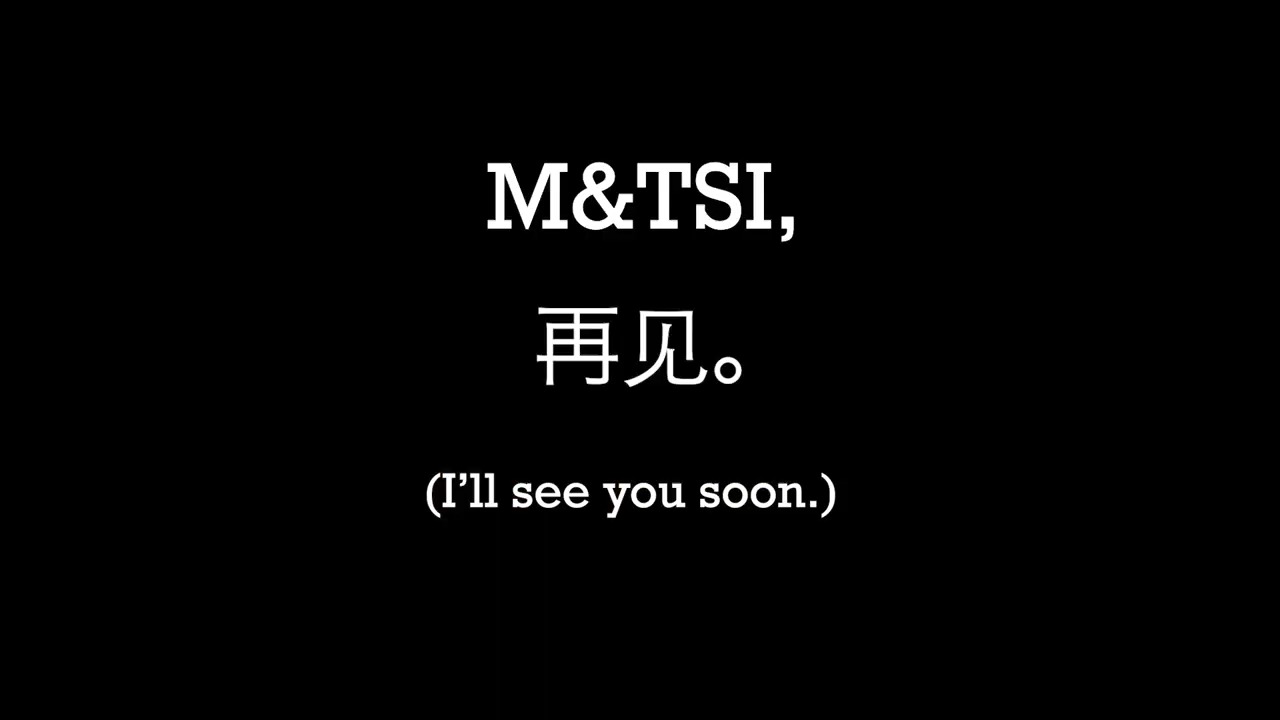 M&TSI,
再见。
(I’ll see you soon.)